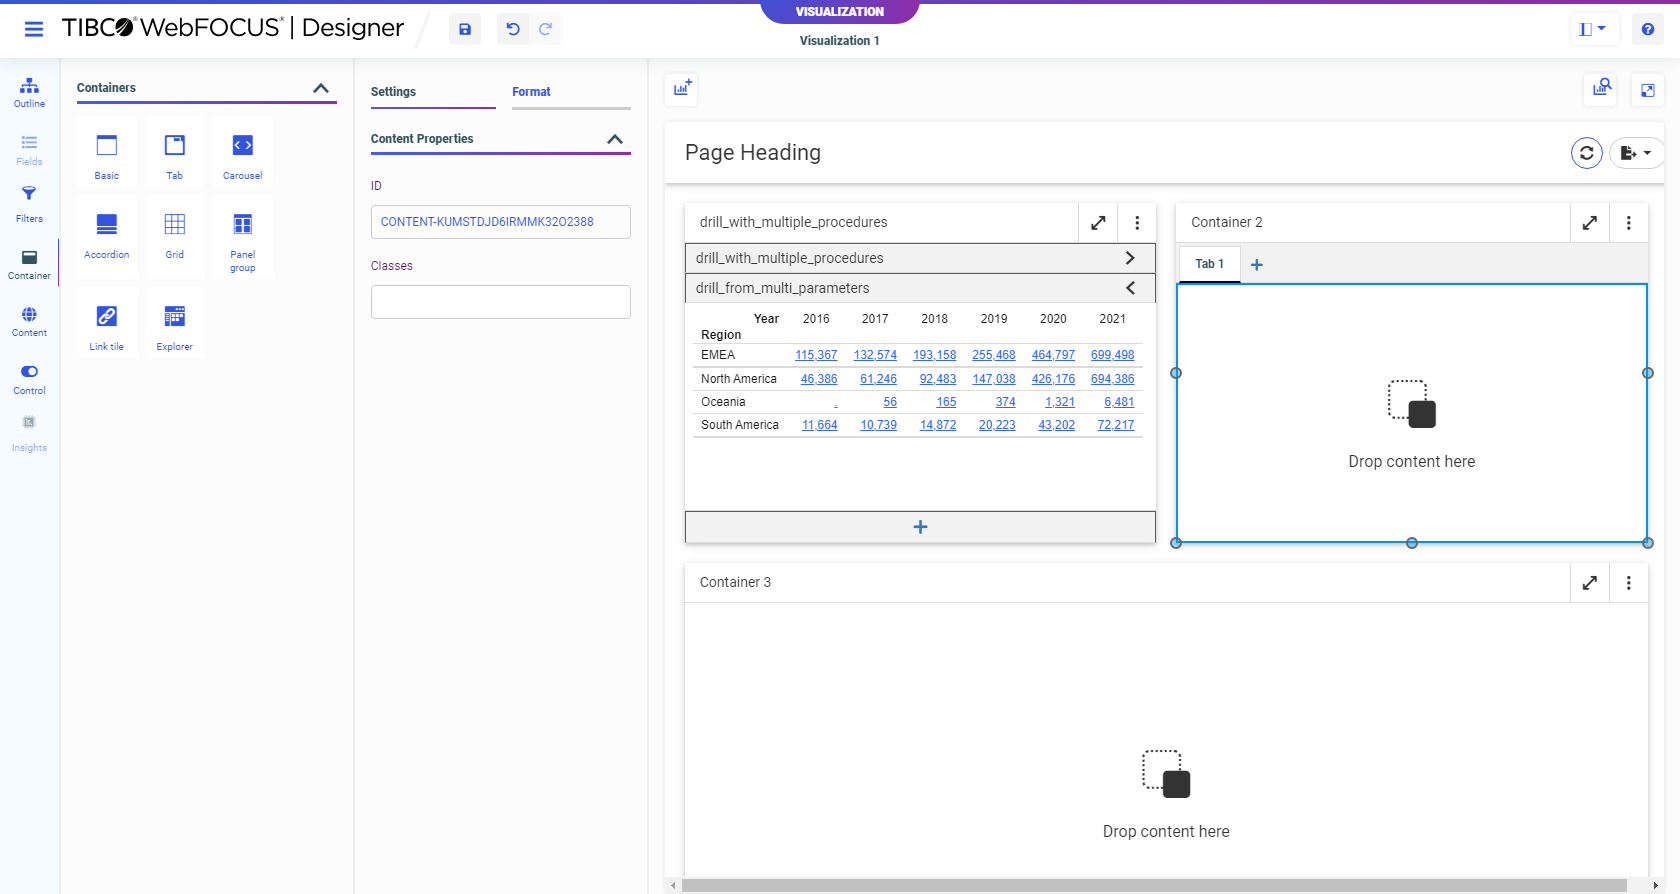 VISUALIZATION
TIBCO® WebFOCUS® | Designer
Visualization 1
Outline
Fields
Filters
Container
Content
Control
Insights
Containers
Basic
Tab
Carousel
Accordion
Grid
Panel group
Link tile
Explorer
Settings
Format
Content Properties
ID
CONTENT-KUMSTDJD6IRMMK32O2388
Classes
Page Heading
drill_with_multiple_procedures
drill_with_multiple_procedures
drill_from_multi_parameters
Year 2016 2017 2018 2019 2020 2021
Region
EMEA 115,367 132,574 193,158 255,468 464,797 699,498
North America 46,386 61,246 92,483 147,038 426,176 694,386
Oceania . 56 165 374 1,321 6,481
South America 11,664 10,739 14,872 20,223 43,202 72,217
Container 2
Tab 1
Drop content here
Container 3
Drop content here